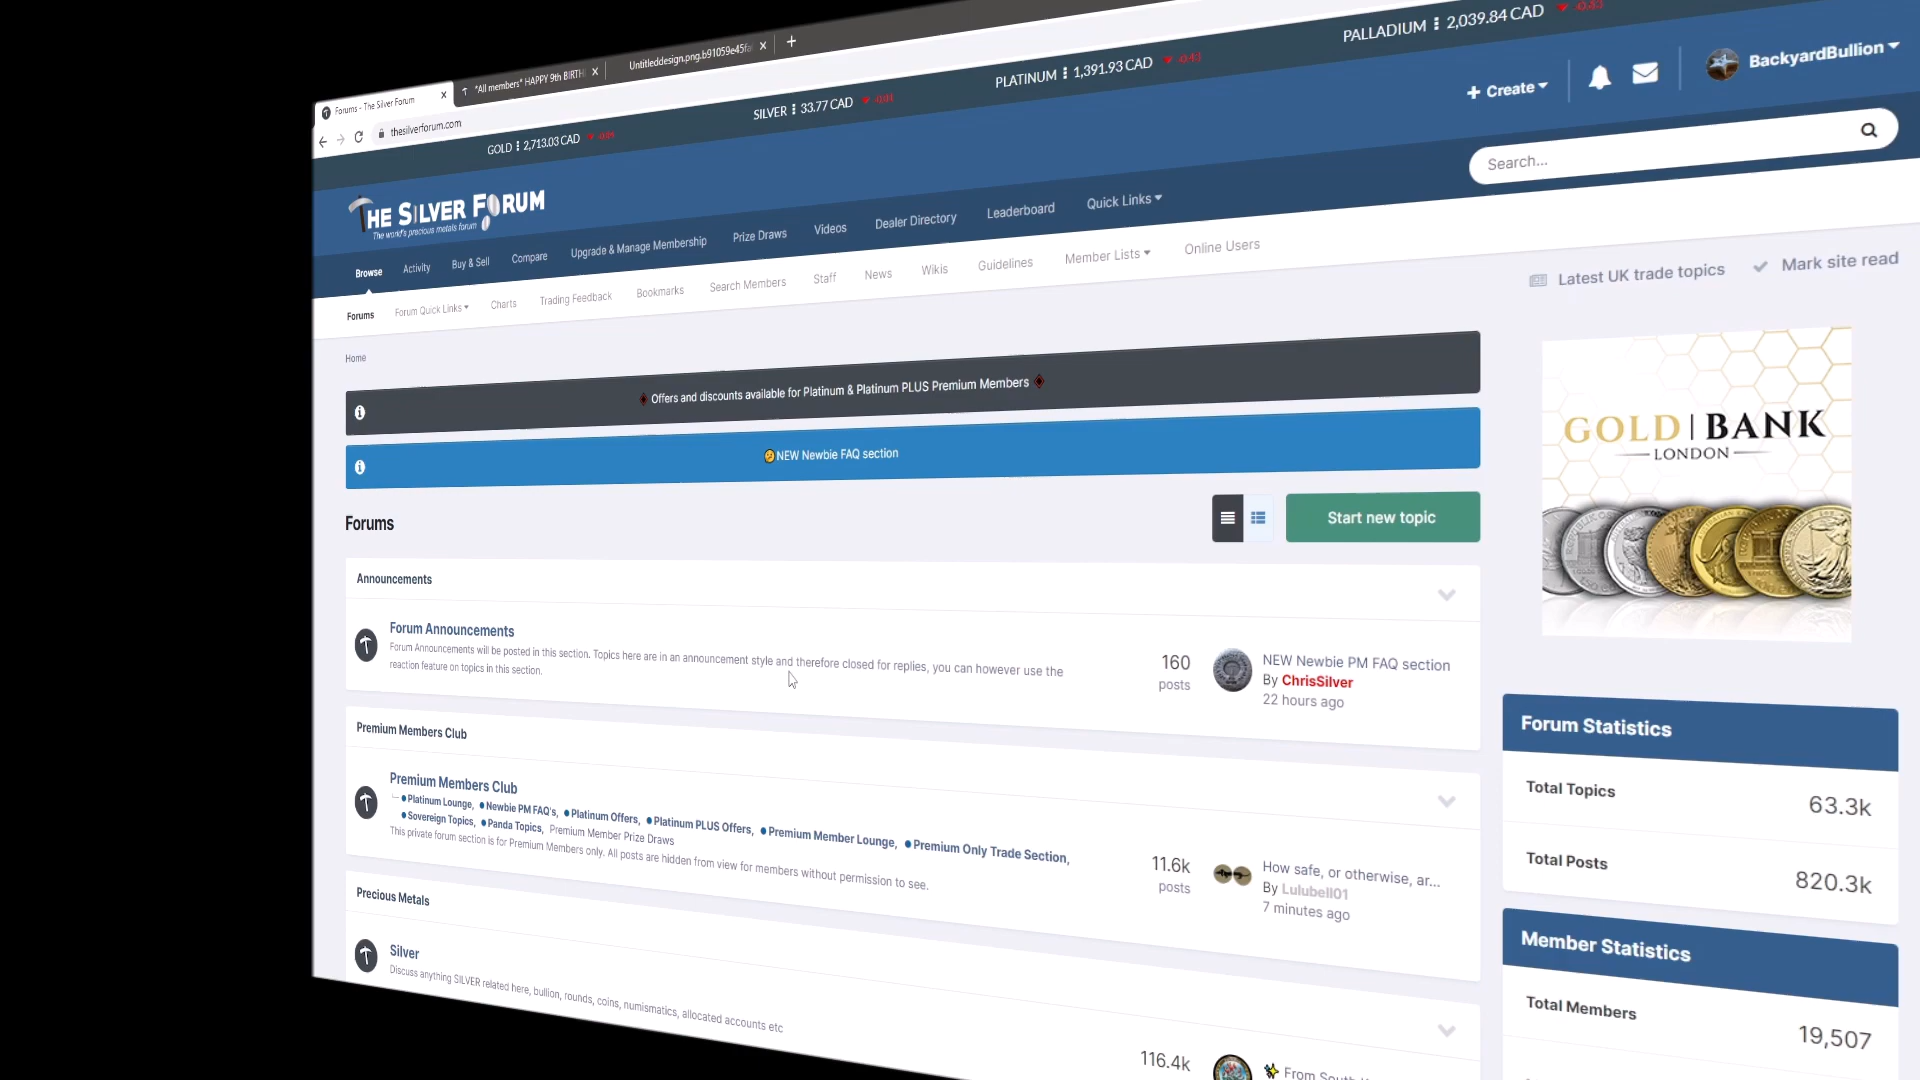 Forums - The Silver Forum
"All members" HAPPY 9th BIRTH
Untitleddesign.png.b91059e45fa
thesilverforum.com
GOLD : 2,713.03 CAD
SILVER : 33.77 CAD
PLATINUM : 1,391.93 CAD
PALLADIUM : 2,039.84 CAD
+ Create
BackyardBullion
Search...
THE SILVER FORUM
The world's precious metals forum
Browse
Activity
Buy & Sell
Compare
Upgrade & Manage Membership
Prize Draws
Videos
Dealer Directory
Leaderboard
Quick Links
Forums
Forum Quick Links
Charts
Trading Feedback
Bookmarks
Search Members
Staff
News
Wikis
Guidelines
Member Lists
Online Users
Latest UK trade topics
Mark site read
Home
Offers and discounts available for Platinum & Platinum PLUS Premium Members
NEW Newbie FAQ section
GOLD | BANK
LONDON
Forums
Start new topic
Announcements
Forum Announcements
Forum Announcements will be posted in this section. Topics here are in an announcement style and therefore closed for replies, you can however use the
reaction feature on topics in this section.
160
posts
NEW Newbie PM FAQ section
By ChrisSilver
22 hours ago
Premium Members Club
Premium Members Club
Platinum Lounge, Newbie PM FAQ's, Platinum Offers, Platinum PLUS Offers, Premium Member Lounge, Premium Only Trade Section,
Sovereign Topics, Panda Topics, Premium Member Prize Draws
This private forum section is for Premium Members only. All posts are hidden from view for members without permission to see.
11.6k
posts
How safe, or otherwise, ar...
By Lulubell01
7 minutes ago
Precious Metals
Silver
Discuss anything SILVER related here, bullion, rounds, coins, numismatics, allocated accounts etc
116.4k
From South
Forum Statistics
Total Topics
63.3k
Total Posts
820.3k
Member Statistics
Total Members
19,507